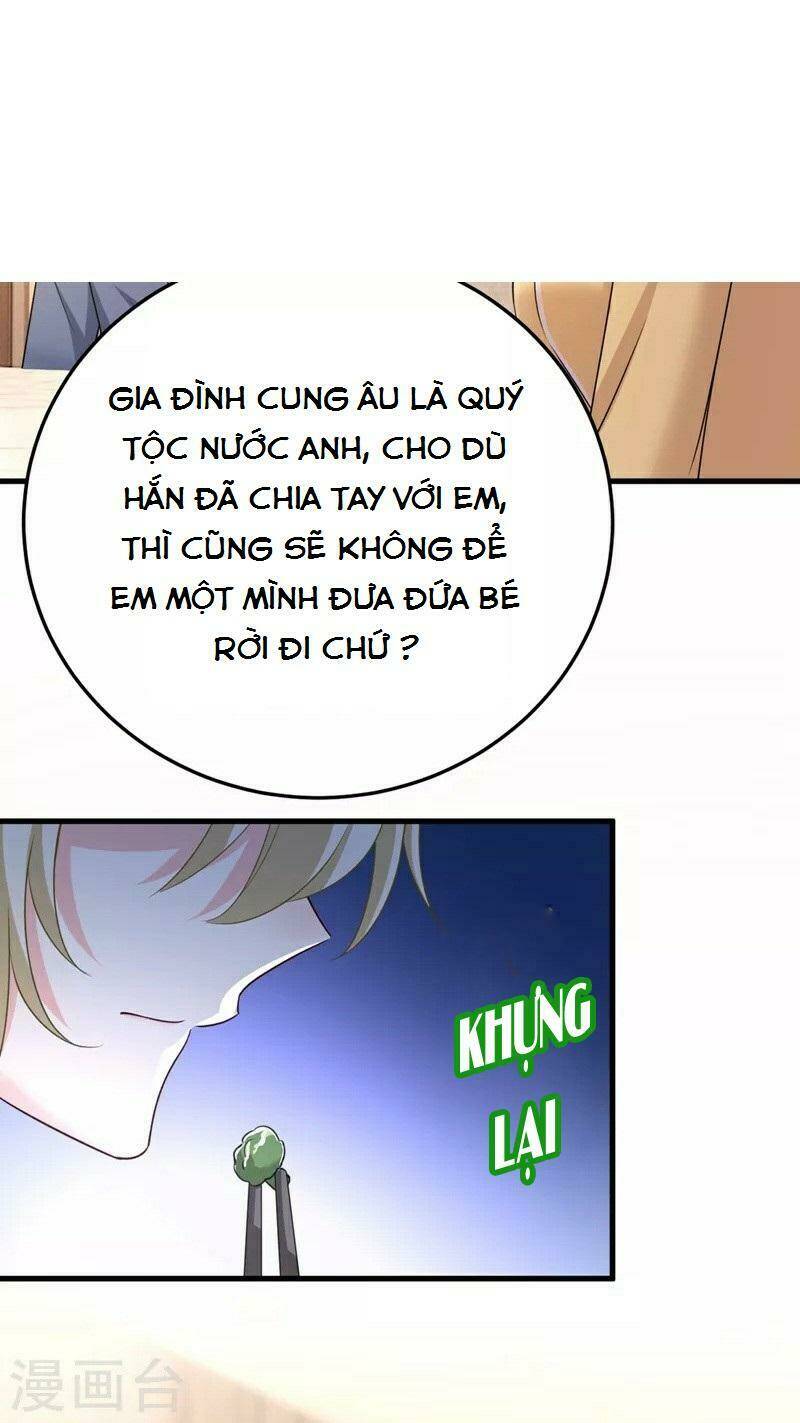 GIA ĐÌNH CUNG ÂU LÀ QUÝ
TỘC NƯỚC ANH, CHO DÙ
HẮN ĐÃ CHIA TAY VỚI EM,
THÌ CŨNG SẼ KHÔNG ĐỂ
EM MỘT MÌNH ĐƯA ĐỨA BÉ
RỜI ĐI CHỨ ?
KHỰNG
LẠI
漫画台